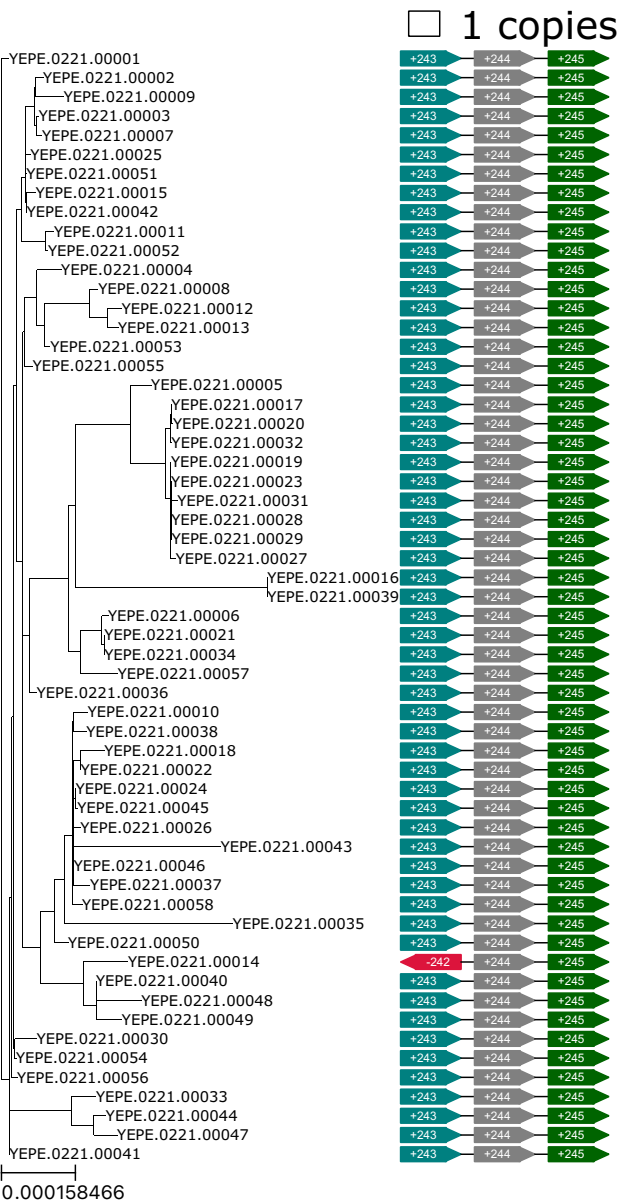 1 copies
YEPE.0221.00001 +243 +244 +245
YEPE.0221.00002 +243 +244 +245
YEPE.0221.00009 +243 +244 +245
YEPE.0221.00003 +243 +244 +245
YEPE.0221.00007 +243 +244 +245
YEPE.0221.00025 +243 +244 +245
YEPE.0221.00051 +243 +244 +245
YEPE.0221.00015 +243 +244 +245
YEPE.0221.00042 +243 +244 +245
YEPE.0221.00011 +243 +244 +245
YEPE.0221.00052 +243 +244 +245
YEPE.0221.00004 +243 +244 +245
YEPE.0221.00008 +243 +244 +245
YEPE.0221.00012 +243 +244 +245
YEPE.0221.00013 +243 +244 +245
YEPE.0221.00053 +243 +244 +245
YEPE.0221.00055 +243 +244 +245
YEPE.0221.00005 +243 +244 +245
YEPE.0221.00017 +243 +244 +245
YEPE.0221.00020 +243 +244 +245
YEPE.0221.00032 +243 +244 +245
YEPE.0221.00019 +243 +244 +245
YEPE.0221.00023 +243 +244 +245
YEPE.0221.00031 +243 +244 +245
YEPE.0221.00028 +243 +244 +245
YEPE.0221.00029 +243 +244 +245
YEPE.0221.00027 +243 +244 +245
YEPE.0221.00016 +243 +244 +245
YEPE.0221.00039 +243 +244 +245
YEPE.0221.00006 +243 +244 +245
YEPE.0221.00021 +243 +244 +245
YEPE.0221.00034 +243 +244 +245
YEPE.0221.00057 +243 +244 +245
YEPE.0221.00036 +243 +244 +245
YEPE.0221.00010 +243 +244 +245
YEPE.0221.00038 +243 +244 +245
YEPE.0221.00018 +243 +244 +245
YEPE.0221.00022 +243 +244 +245
YEPE.0221.00024 +243 +244 +245
YEPE.0221.00045 +243 +244 +245
YEPE.0221.00026 +243 +244 +245
YEPE.0221.00043 +243 +244 +245
YEPE.0221.00046 +243 +244 +245
YEPE.0221.00037 +243 +244 +245
YEPE.0221.00058 +243 +244 +245
YEPE.0221.00035 +243 +244 +245
YEPE.0221.00050 +243 +244 +245
YEPE.0221.00014 -242 +244 +245
YEPE.0221.00040 +243 +244 +245
YEPE.0221.00048 +243 +244 +245
YEPE.0221.00049 +243 +244 +245
YEPE.0221.00030 +243 +244 +245
YEPE.0221.00054 +243 +244 +245
YEPE.0221.00056 +243 +244 +245
YEPE.0221.00033 +243 +244 +245
YEPE.0221.00044 +243 +244 +245
YEPE.0221.00047 +243 +244 +245
YEPE.0221.00041 +243 +244 +245
0.000158466